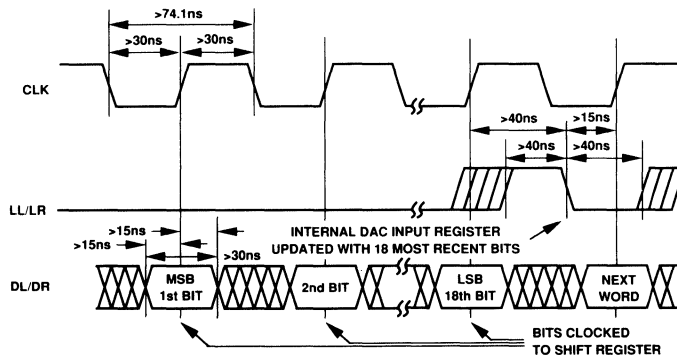 >74.1ns
>30ns >30ns
CLK
>40ns >15ns
>40ns >40ns
LL/LR
>15ns
>15ns
>30ns
INTERNAL DAC INPUT REGISTER
UPDATED WITH 18 MOST RECENT BITS
DL/DR
MSB
1st BIT
2nd BIT
LSB
18th BIT
NEXT
WORD
BITS CLOCKED
TO SHIFT REGISTER